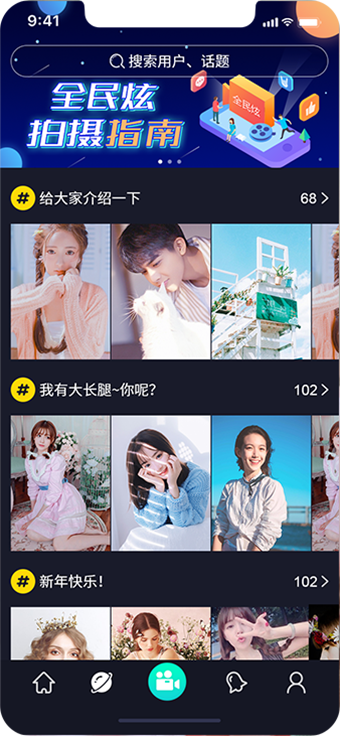 9:41
搜索用户、话题
全民炫
拍摄指南
全民炫
# 给大家介绍一下 68
# 我有大长腿~你呢? 102
# 新年快乐! 102